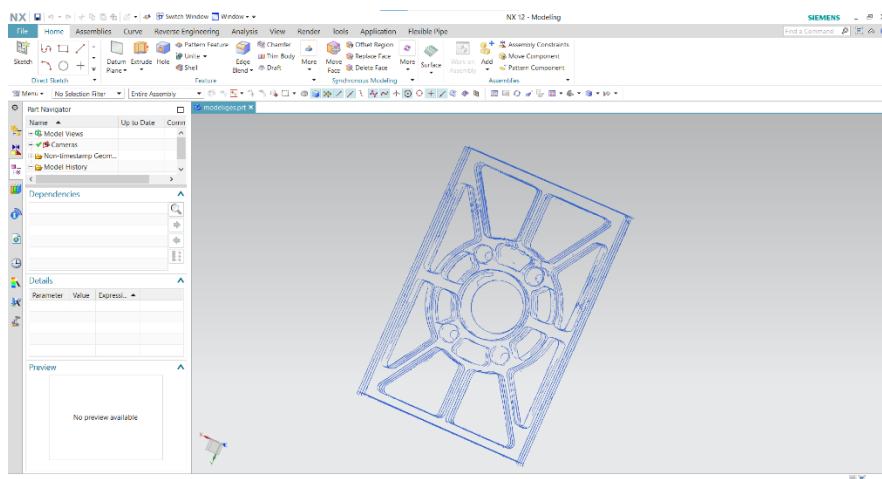 NX Switch Window Window NX 12 - Modeling SIEMENS
File Home Assemblies Curve Reverse Engineering Analysis View Render Tools Application Flexible Pipe Find a Command
Sketch Datum Plane Extrude Hole Pattern Feature Unite Shell Edge Blend Chamfer Trim Body Draft More Move Face Offset Region Replace Face Delete Face More Surface Work on Assembly Add Assembly Constraints Move Component Pattern Component
Direct Sketch Feature Synchronous Modeling Assemblies
Menu No Selection Filter Entire Assembly
Part Navigator modeliges.prt
Name Up to Date Comm
Model Views
Cameras
Non-timestamp Geom...
Model History
Dependencies
Details
Parameter Value Expressi...
Preview
No preview available